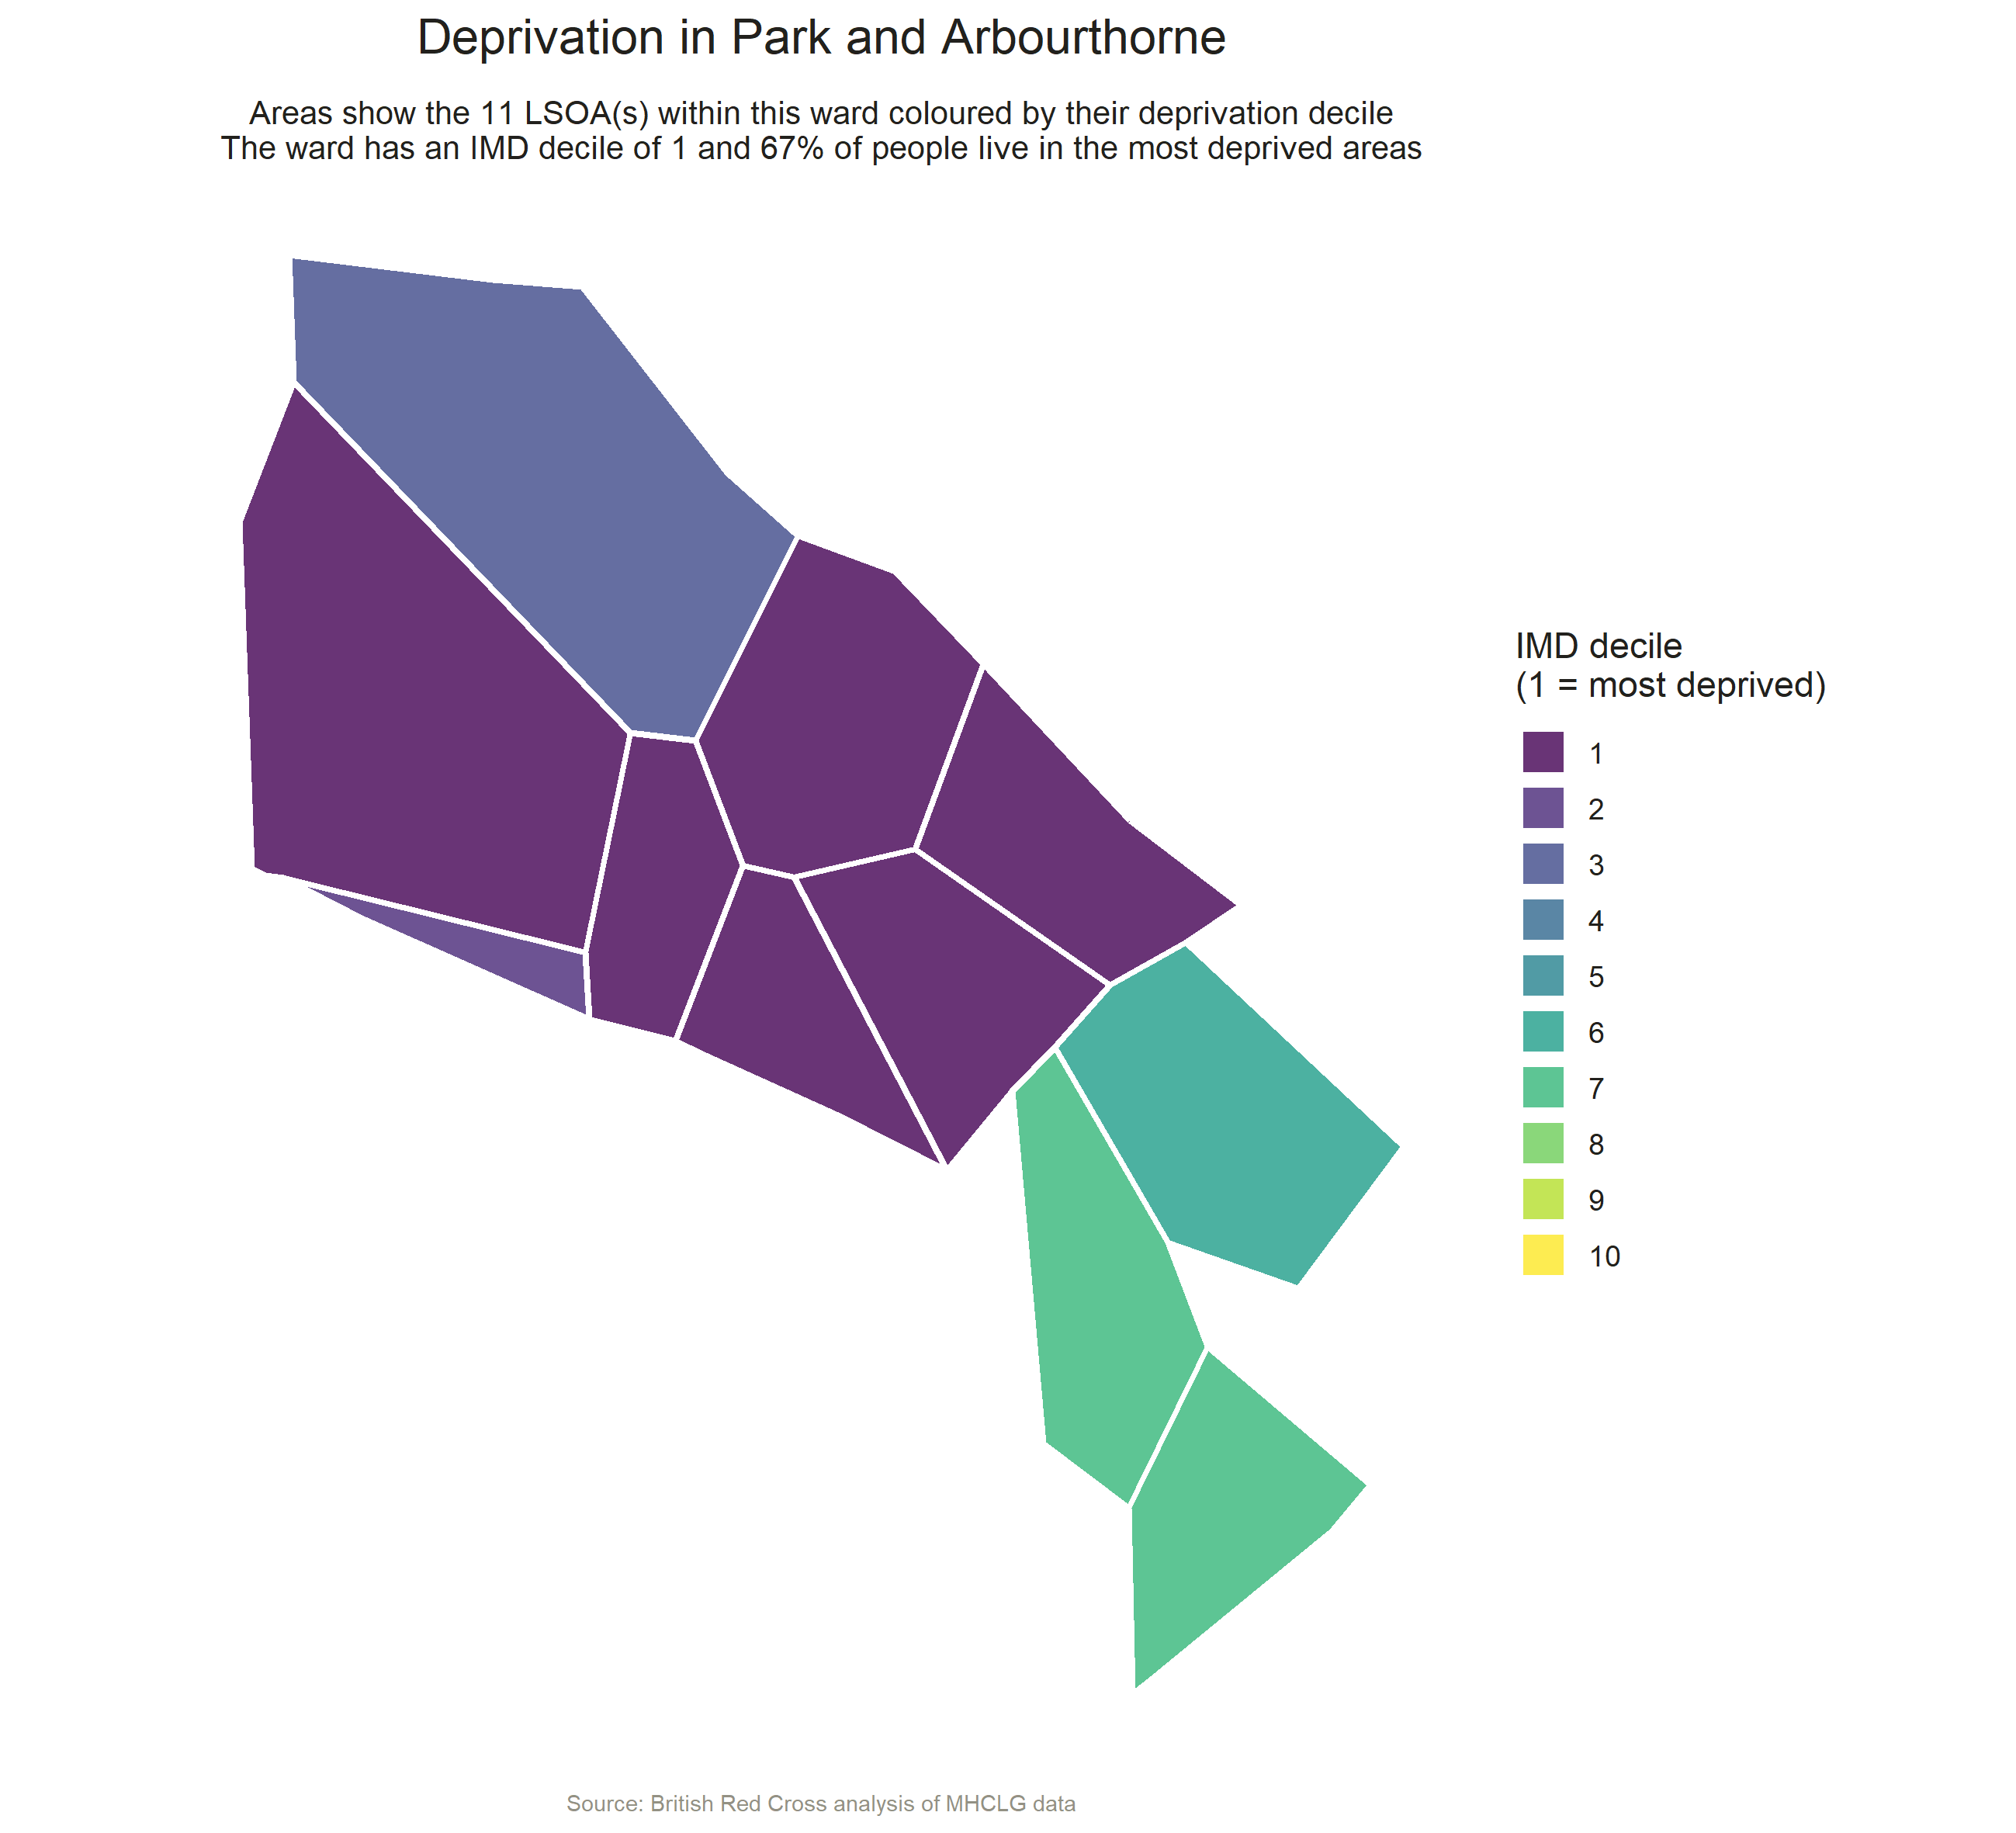 Deprivation in Park and Arbourthorne
Areas show the 11 LSOA(s) within this ward coloured by their deprivation decile
The ward has an IMD decile of 1 and 67% of people live in the most deprived areas
IMD decile
(1 = most deprived)
1
2
3
4
5
6
7
8
9
10
Source: British Red Cross analysis of MHCLG data